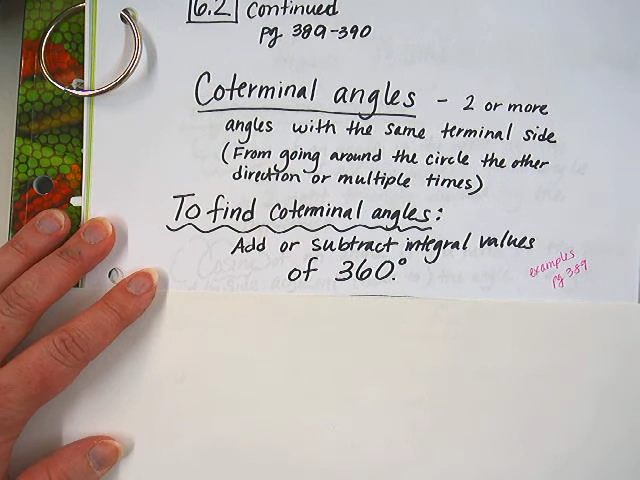 6.2 Continued
pg 389-390
Coterminal angles - 2 or more
angles with the same terminal side
(From going around the circle the other
direction or multiple times)
To find coterminal angles:
Add or subtract integral values
of 360°.
examples
pg 389